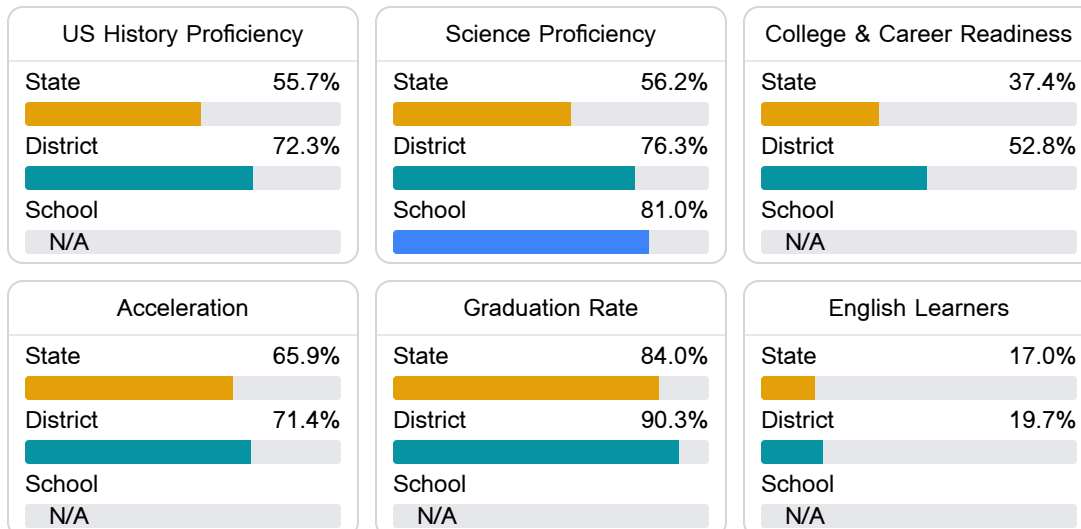 US History Proficiency
State 55.7%
District 72.3%
School
N/A
Science Proficiency
State 56.2%
District 76.3%
School 81.0%
College & Career Readiness
State 37.4%
District 52.8%
School
N/A
Acceleration
State 65.9%
District 71.4%
School
N/A
Graduation Rate
State 84.0%
District 90.3%
School
N/A
English Learners
State 17.0%
District 19.7%
School
N/A